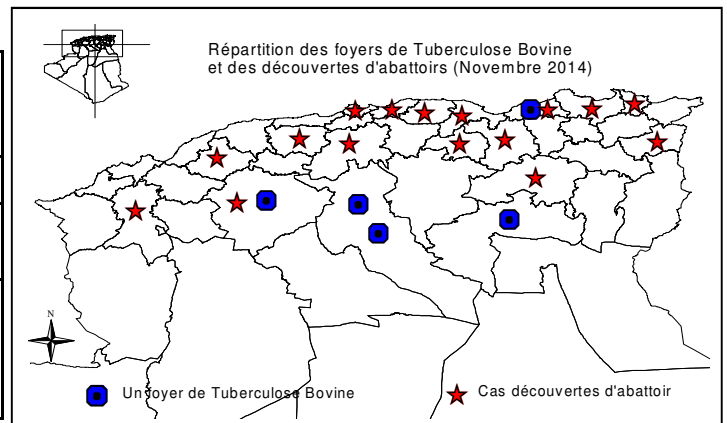 Répartition des foyers de Tuberculose Bovine
et des découvertes d'abattoirs (Novembre 2014)
N
Un foyer de Tuberculose Bovine
Cas découvertes d'abattoir